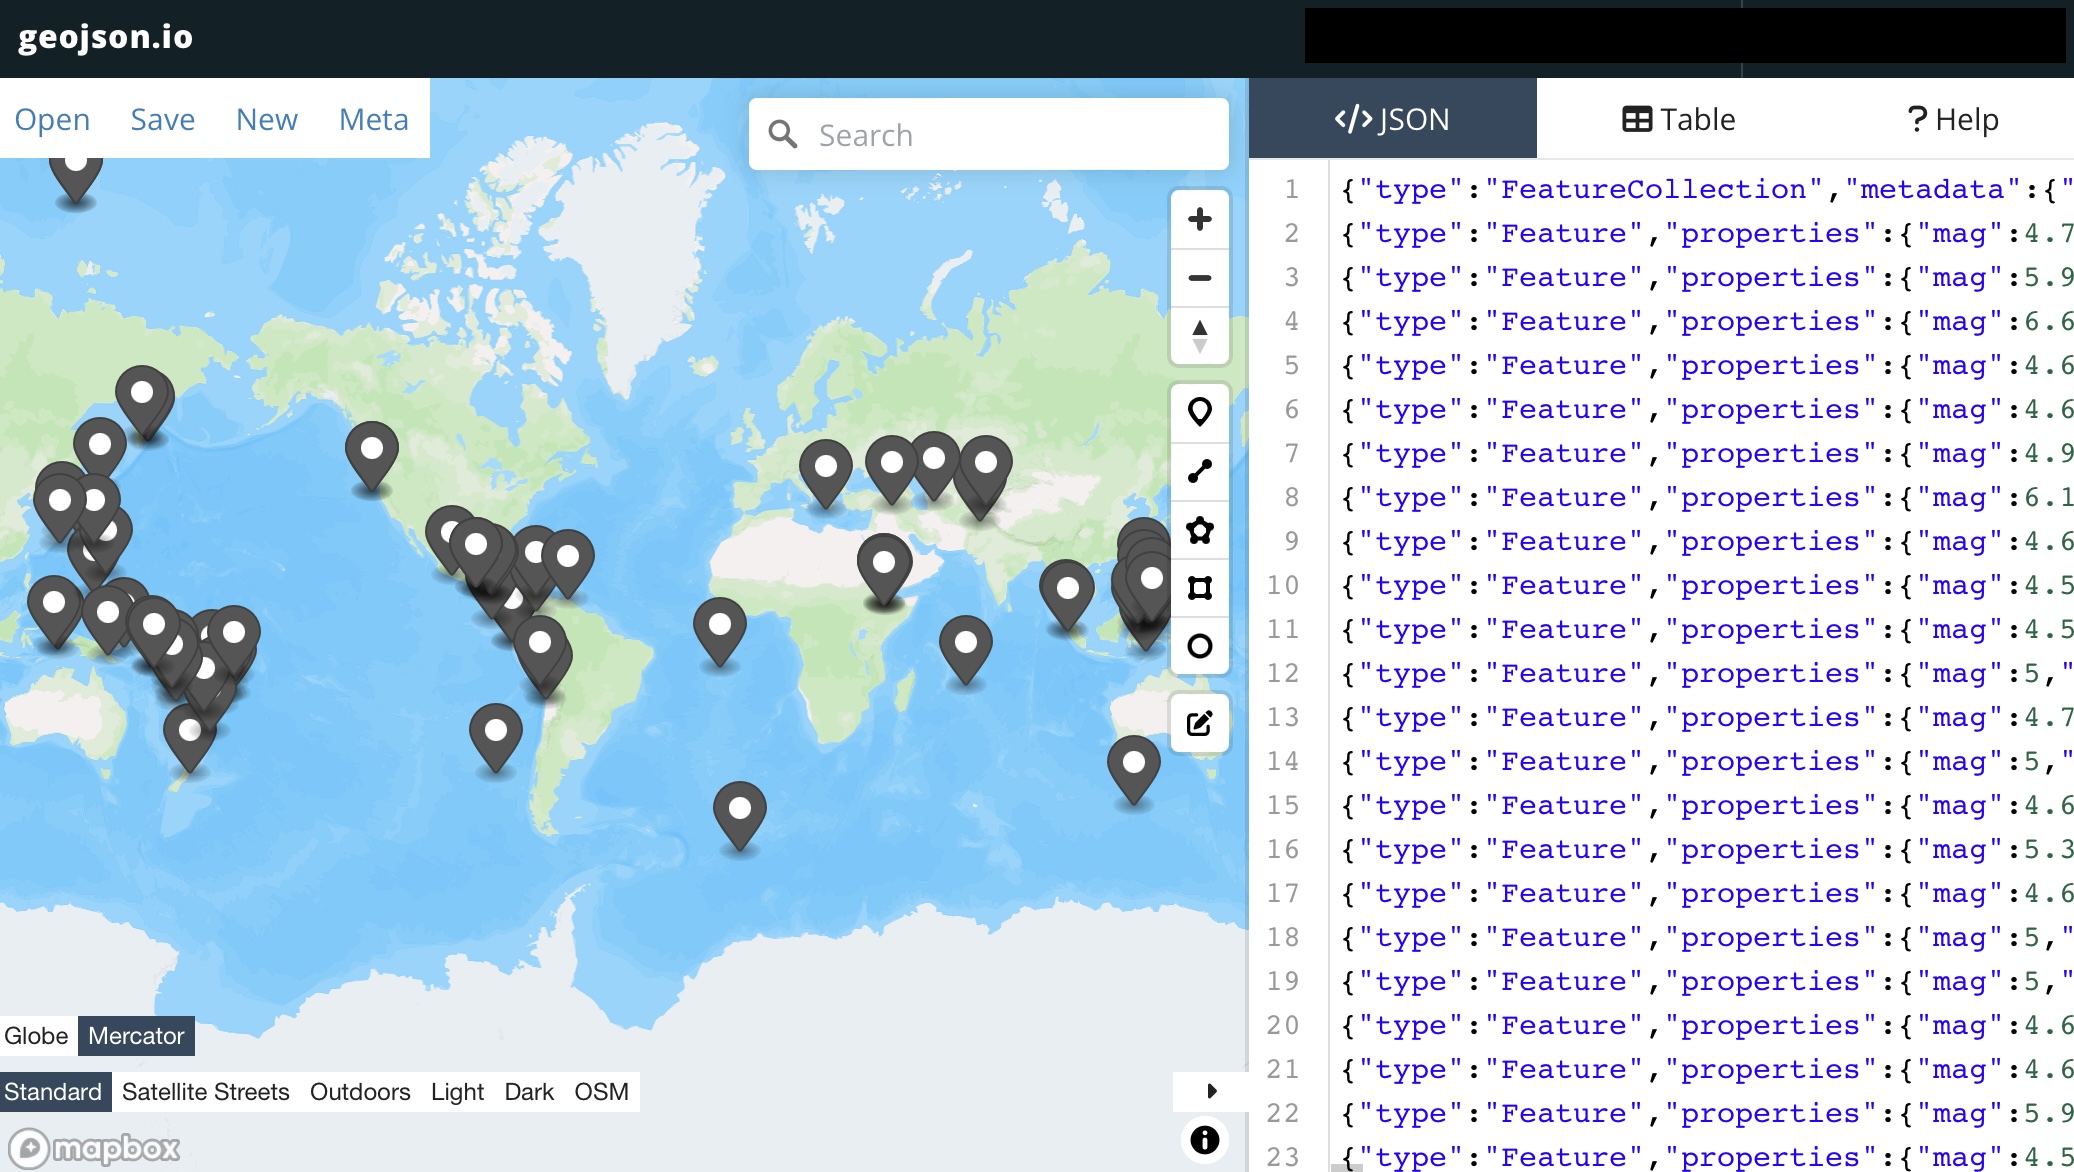 geojson.io
Open Save New Meta
Search
JSON Table ? Help
1 {"type":"FeatureCollection","metadata":{"
2 {"type":"Feature","properties":{"mag":4.7
3 {"type":"Feature","properties":{"mag":5.9
4 {"type":"Feature","properties":{"mag":6.6
5 {"type":"Feature","properties":{"mag":4.6
6 {"type":"Feature","properties":{"mag":4.6
7 {"type":"Feature","properties":{"mag":4.9
8 {"type":"Feature","properties":{"mag":6.1
9 {"type":"Feature","properties":{"mag":4.6
10 {"type":"Feature","properties":{"mag":4.5
11 {"type":"Feature","properties":{"mag":4.5
12 {"type":"Feature","properties":{"mag":5,"
13 {"type":"Feature","properties":{"mag":4.7
14 {"type":"Feature","properties":{"mag":5,"
15 {"type":"Feature","properties":{"mag":4.6
16 {"type":"Feature","properties":{"mag":5.3
17 {"type":"Feature","properties":{"mag":4.6
18 {"type":"Feature","properties":{"mag":5,"
19 {"type":"Feature","properties":{"mag":5,"
20 {"type":"Feature","properties":{"mag":4.6
21 {"type":"Feature","properties":{"mag":4.6
22 {"type":"Feature","properties":{"mag":5.9
23 {"type":"Feature","properties":{"mag":4.5
Globe Mercator
Standard Satellite Streets Outdoors Light Dark OSM
mapbox